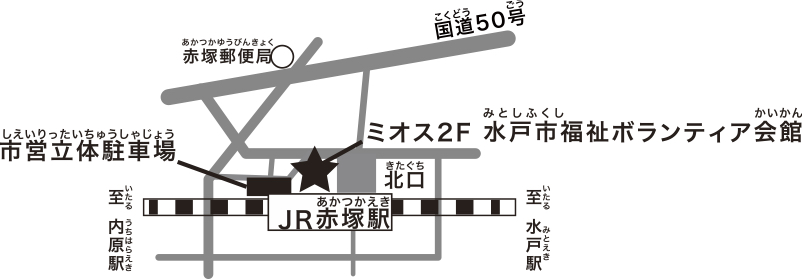 こくどう ごう
国道50号
あかつかゆうびんきょく
赤塚郵便局
みとしふくし かいかん
ミオス2F 水戸市福祉ボランティア会館
しえいりったいちゅうしゃじょう
市営立体駐車場
きたぐち
北口
いたる
至
うちはらえき
内原駅
あかつかえき
JR赤塚駅
いたる
至
みとえき
水戸駅